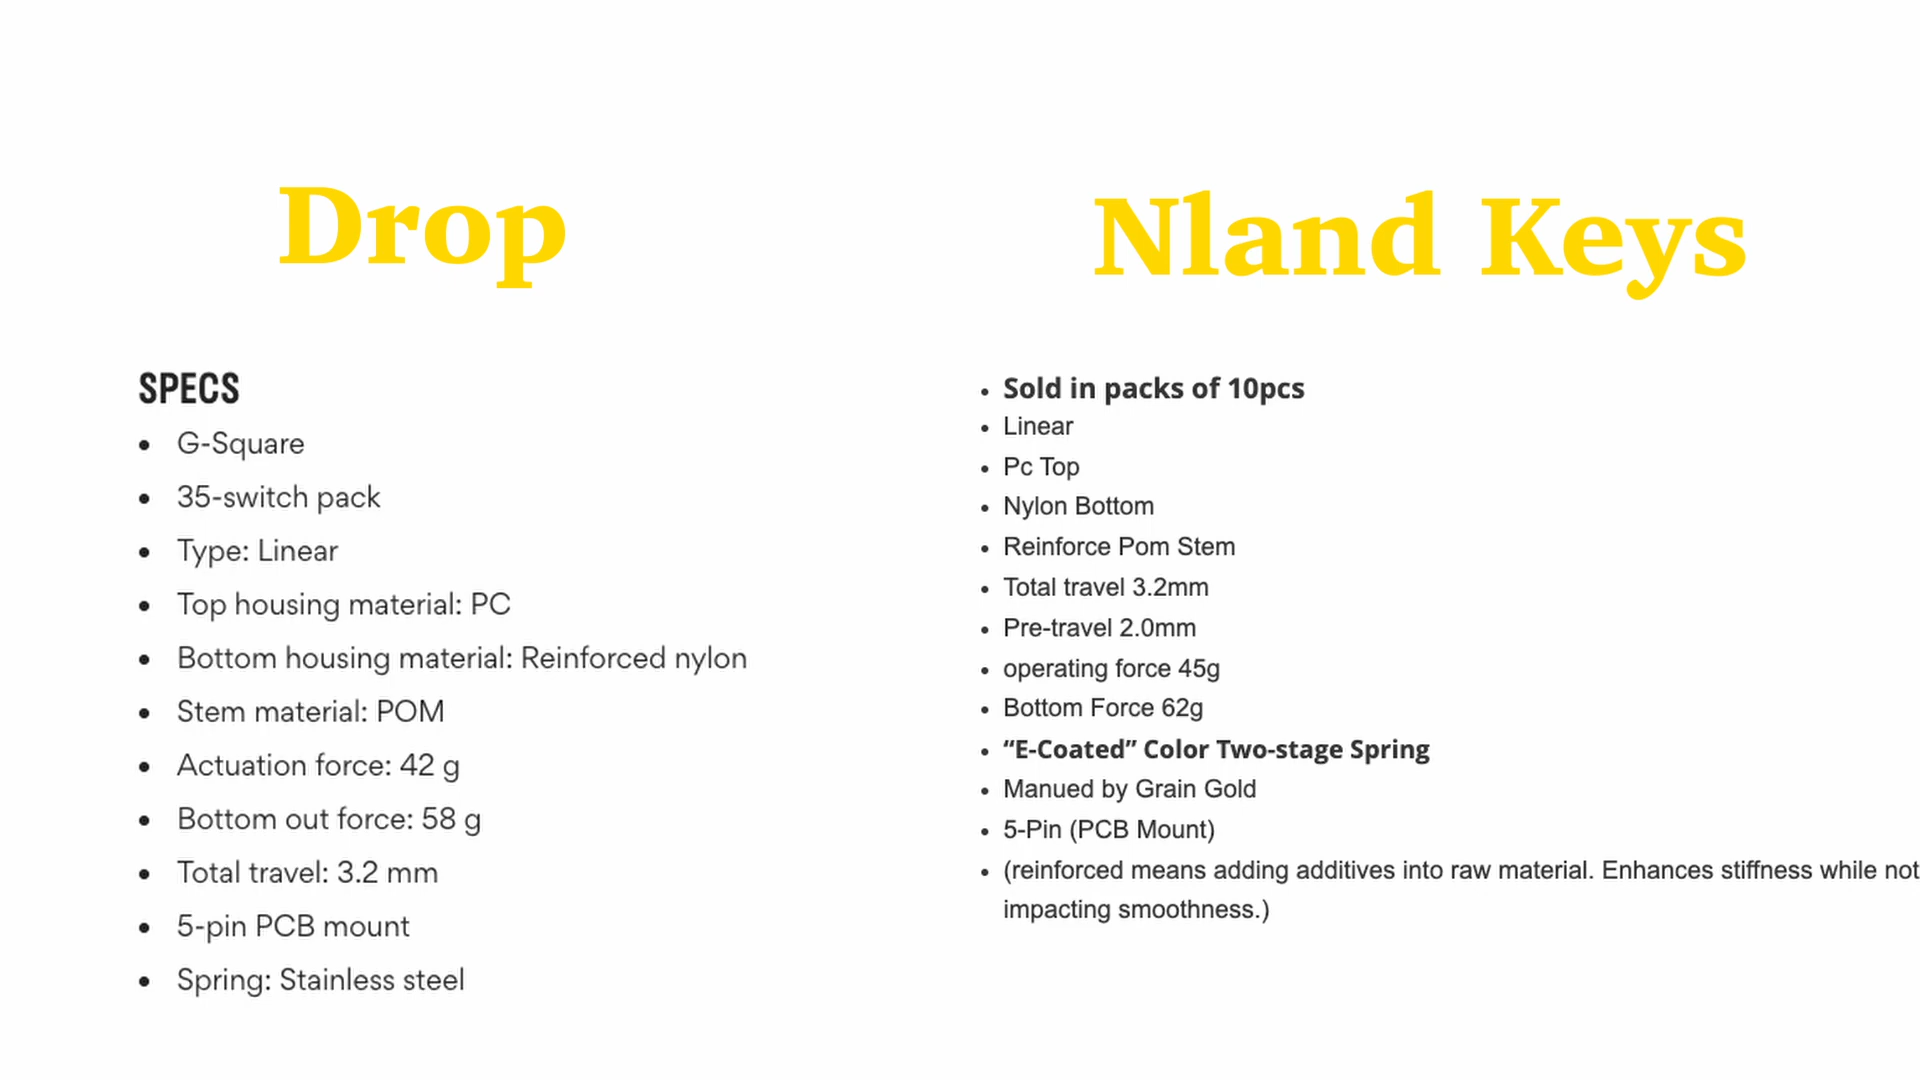 Drop
SPECS
• G-Square
• 35-switch pack
• Type: Linear
• Top housing material: PC
• Bottom housing material: Reinforced nylon
• Stem material: POM
• Actuation force: 42 g
• Bottom out force: 58 g
• Total travel: 3.2 mm
• 5-pin PCB mount
• Spring: Stainless steel
Nland Keys
• Sold in packs of 10pcs
• Linear
• Pc Top
• Nylon Bottom
• Reinforce Pom Stem
• Total travel 3.2mm
• Pre-travel 2.0mm
• operating force 45g
• Bottom Force 62g
• “E-Coated” Color Two-stage Spring
• Manued by Grain Gold
• 5-Pin (PCB Mount)
• (reinforced means adding additives into raw material. Enhances stiffness while not
impacting smoothness.)